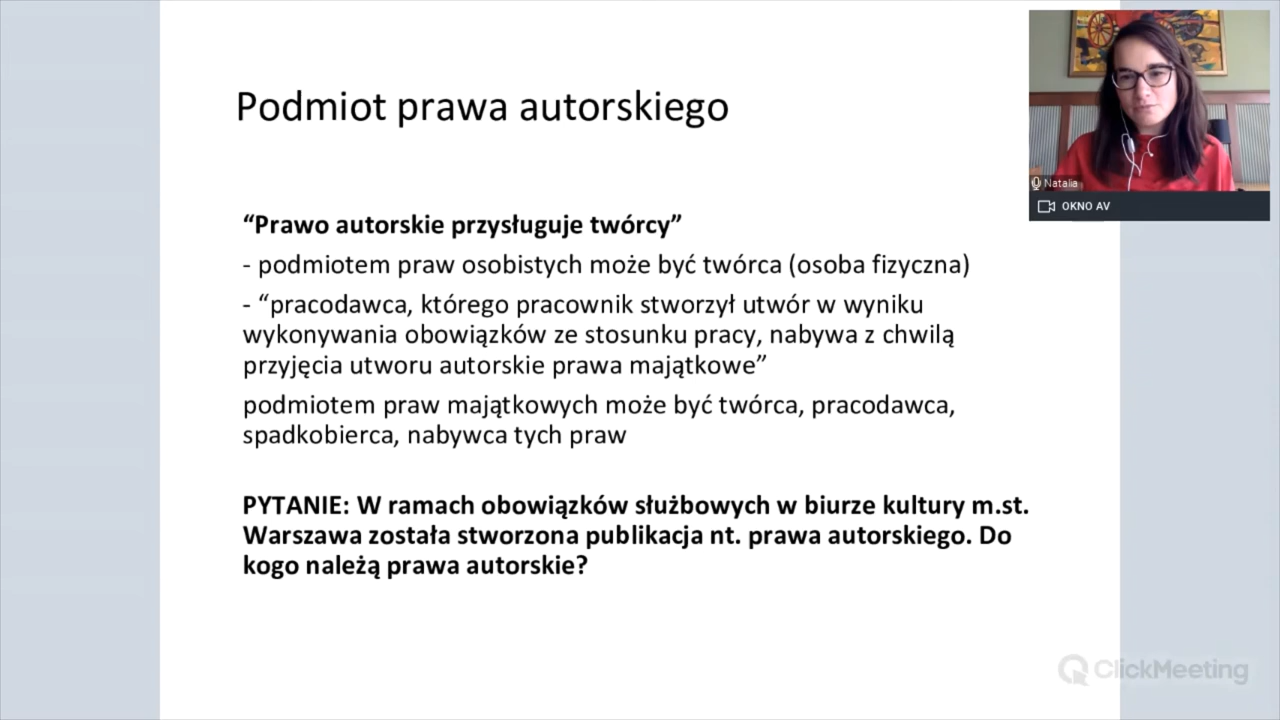 Podmiot prawa autorskiego
“Prawo autorskie przysługuje twórcy”
- podmiotem praw osobistych może być twórca (osoba fizyczna)
- “pracodawca, którego pracownik stworzył utwór w wyniku
wykonywania obowiązków ze stosunku pracy, nabywa z chwilą
przyjęcia utworu autorskie prawa majątkowe”
podmiotem praw majątkowych może być twórca, pracodawca,
spadkobierca, nabywca tych praw
PYTANIE: W ramach obowiązków służbowych w biurze kultury m.st.
Warszawa została stworzona publikacja nt. prawa autorskiego. Do
kogo należą prawa autorskie?
Natalia
OKNO AV
ClickMeeting